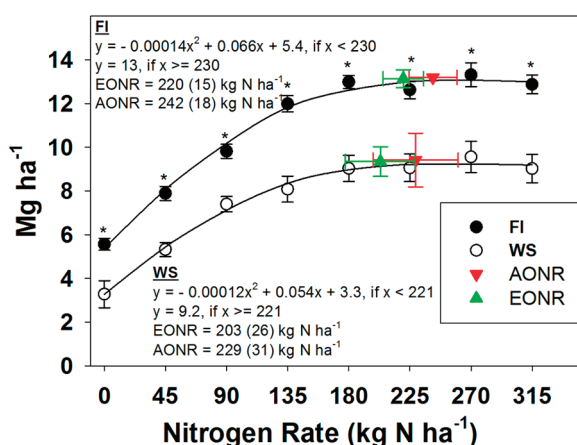 FI
y = - 0.00014x² + 0.066x + 5.4, if x < 230
y = 13, if x >= 230
EONR = 220 (15) kg N ha⁻¹
AONR = 242 (18) kg N ha⁻¹
* * * * * * * *
14
12
10
8
6
4
2
0
Mg ha⁻¹
WS
y = - 0.00012x² + 0.054x + 3.3, if x < 221
y = 9.2, if x >= 221
EONR = 203 (26) kg N ha⁻¹
AONR = 229 (31) kg N ha⁻¹
FI
WS
AONR
EONR
0 45 90 135 180 225 270 315
Nitrogen Rate (kg N ha⁻¹)